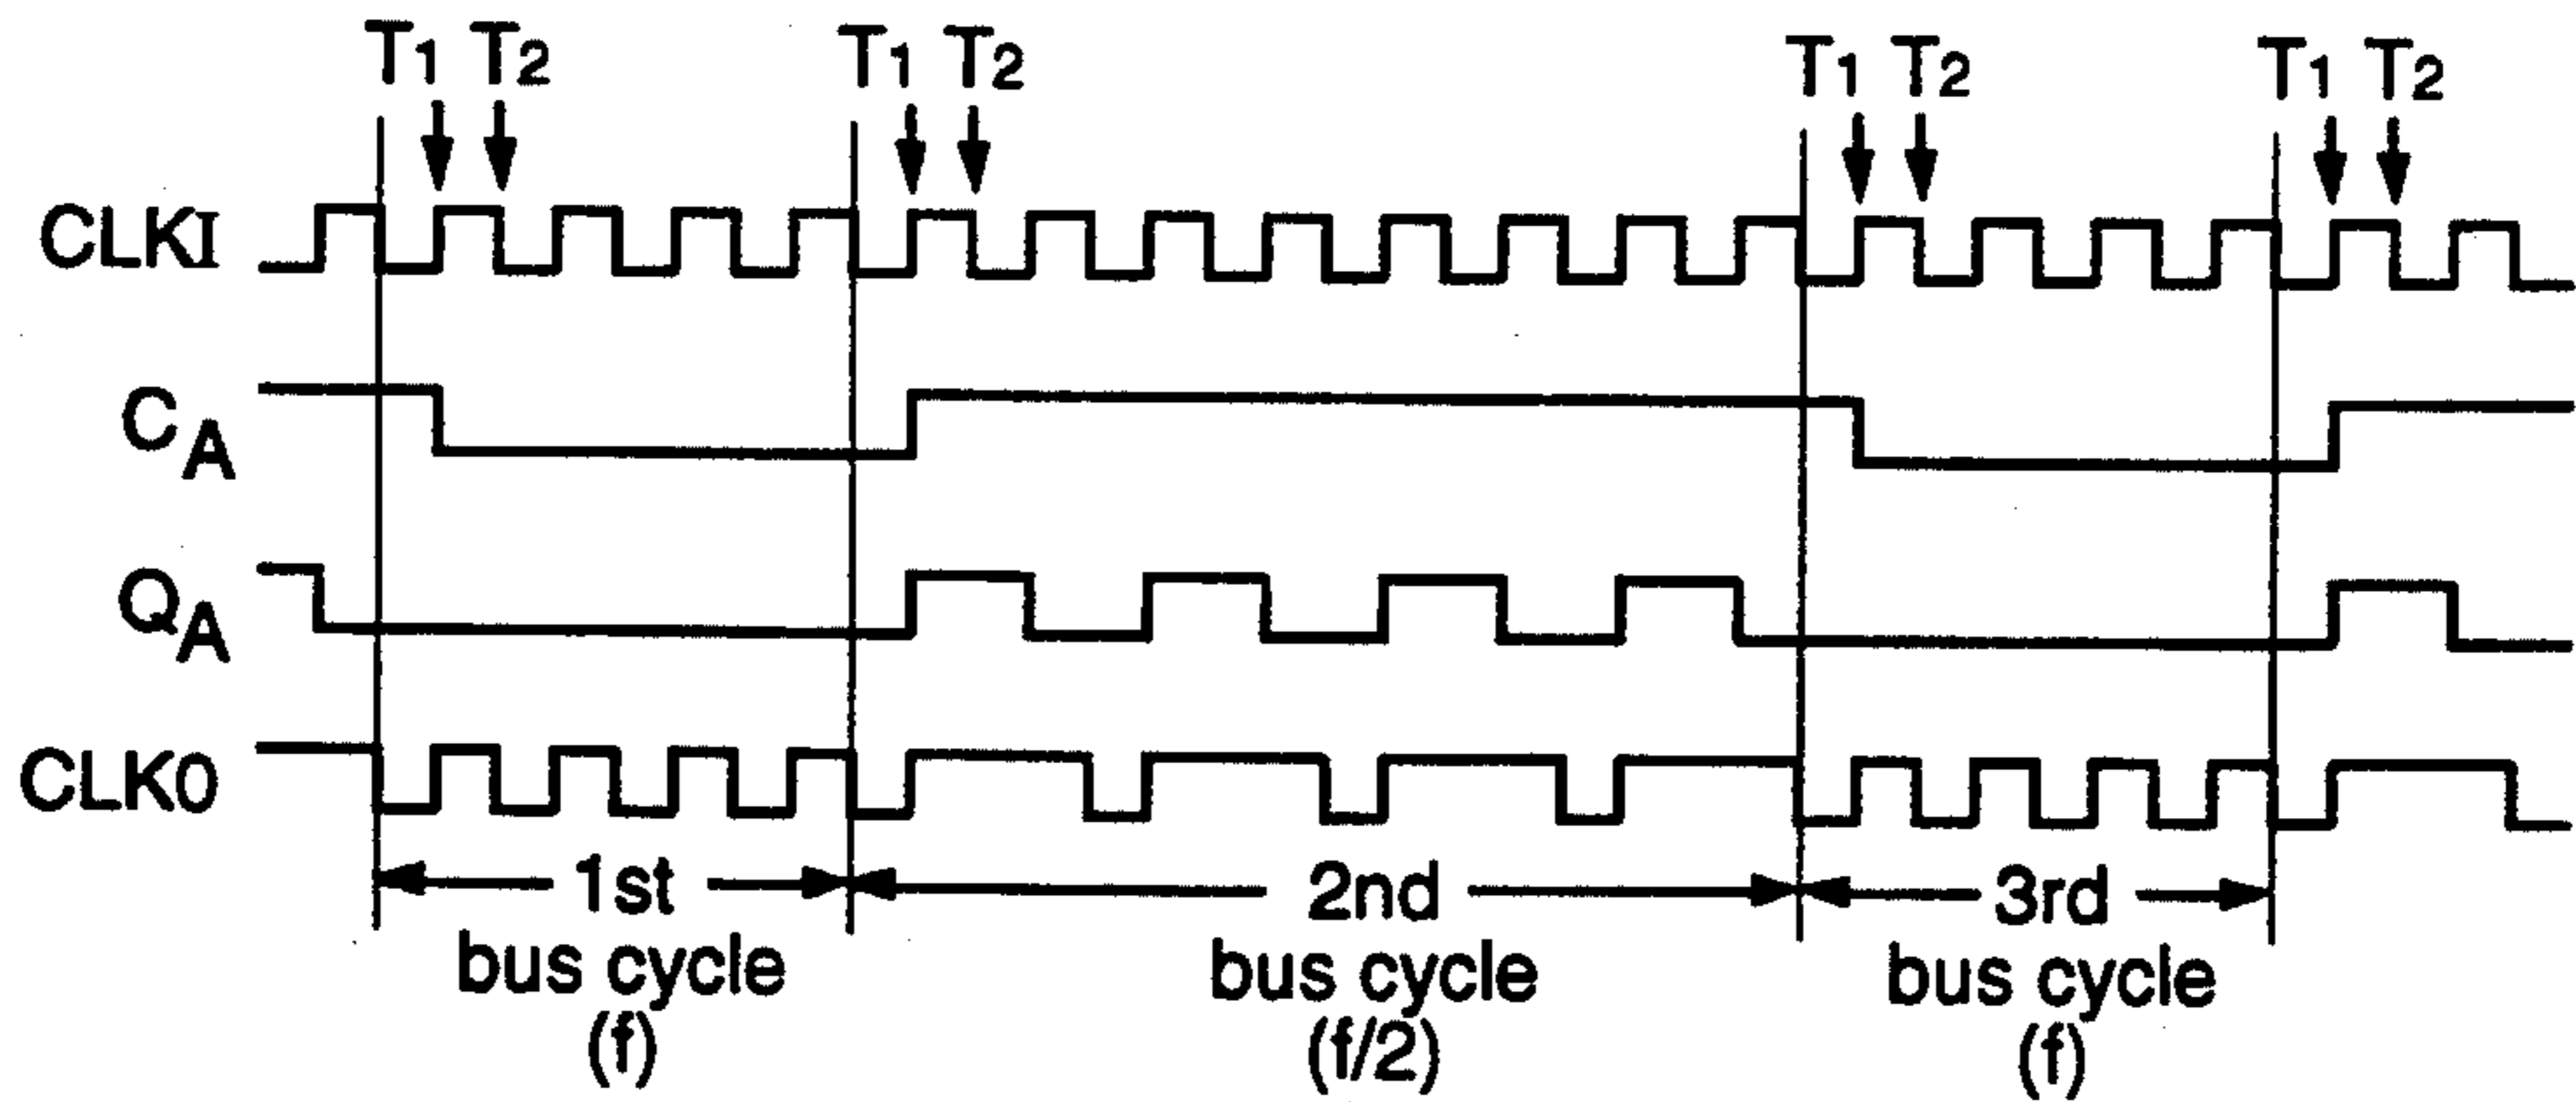 T1 T2 T1 T2 T1 T2 T1 T2
CLKI
CA
QA
CLK0
1st bus cycle (f)
2nd bus cycle (f/2)
3rd bus cycle (f)